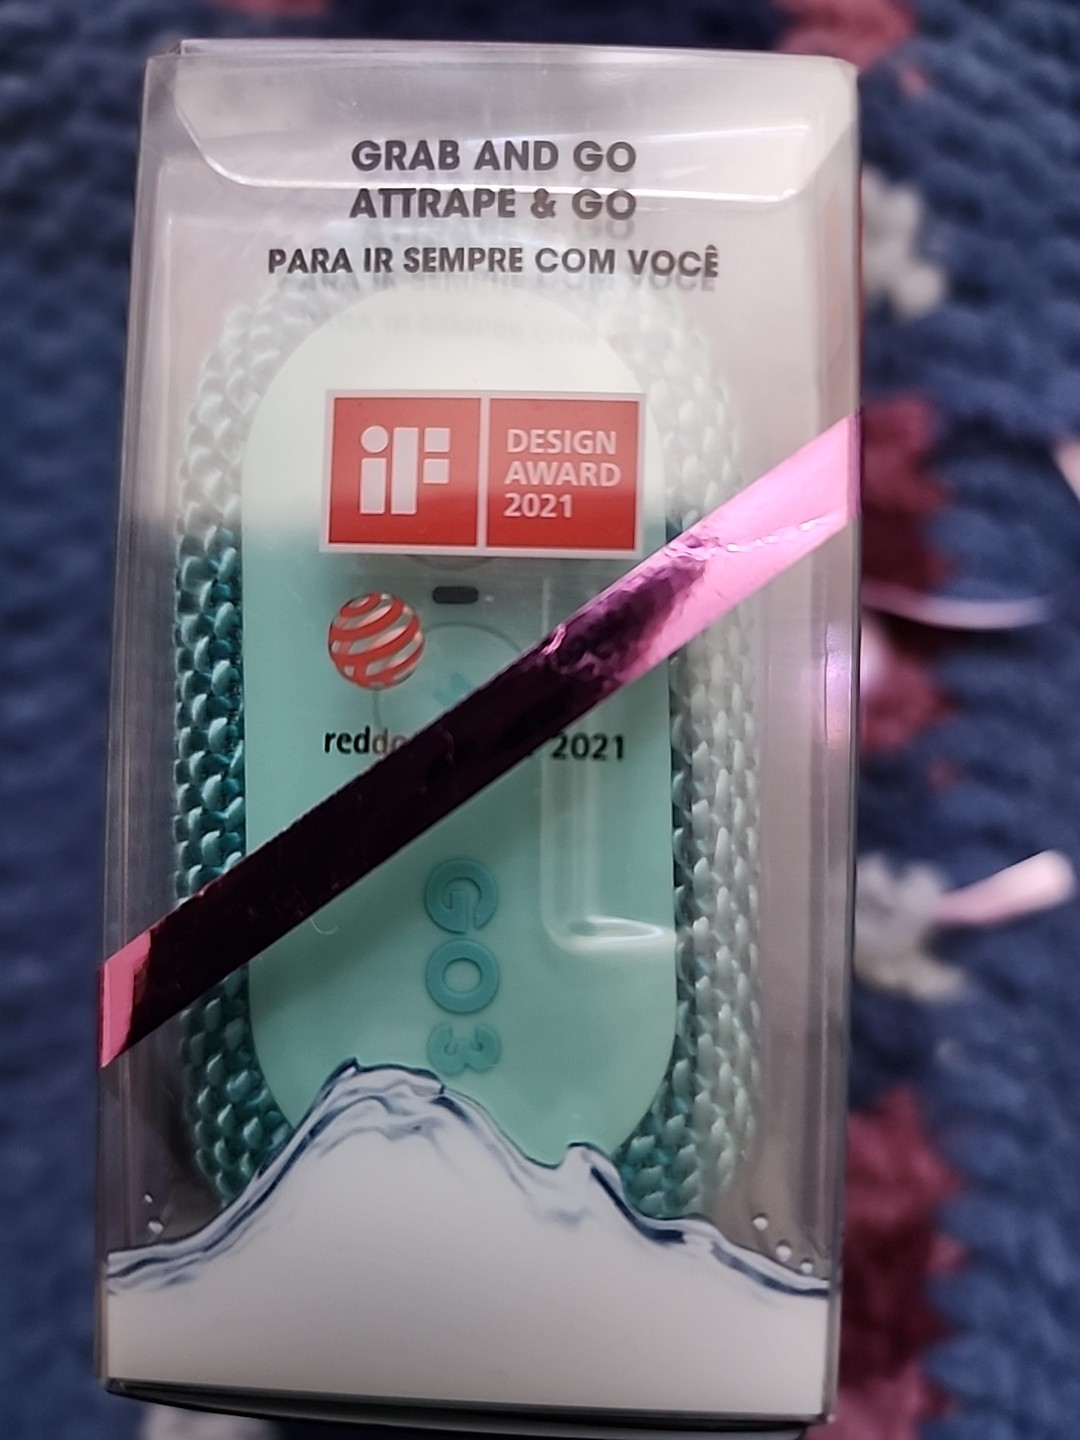 GRAB AND GO
ATTRAPE & GO
PARA IR SEMPRE COM VOCÊ
iF
DESIGN
AWARD
2021
2021
GO3